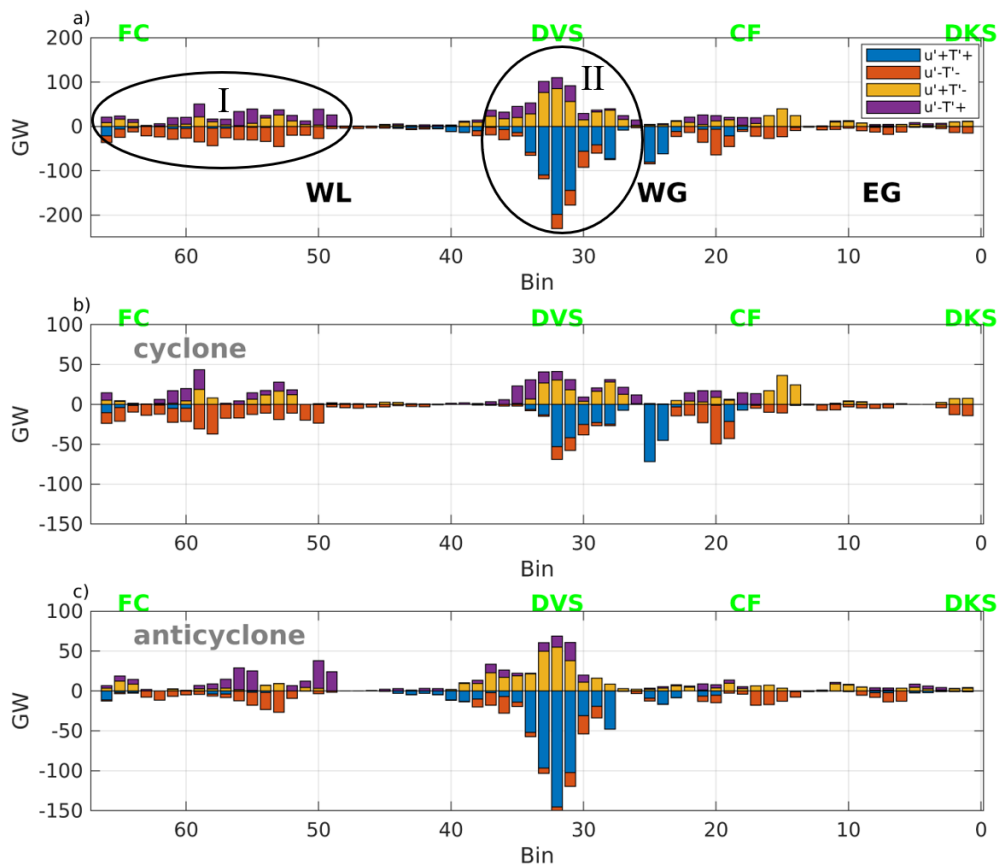 a)
FC DVS CF DKS
200
100
0
-100
-200
GW
I
II
u'+T'+
u'-T'-
u'+T'-
u'-T'+
WL WG EG
60 50 40 30 20 10 0
Bin
b)
FC DVS CF DKS
cyclone
100
50
0
-50
-100
-150
GW
60 50 40 30 20 10 0
Bin
c)
FC DVS CF DKS
anticyclone
100
50
0
-50
-100
-150
GW
60 50 40 30 20 10 0
Bin